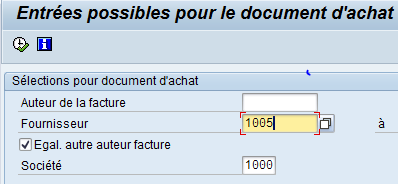 Entrées possibles pour le document d'achat
Sélections pour document d'achat
Auteur de la facture
Fournisseur 1005 à
Egal. autre auteur facture
Société 1000